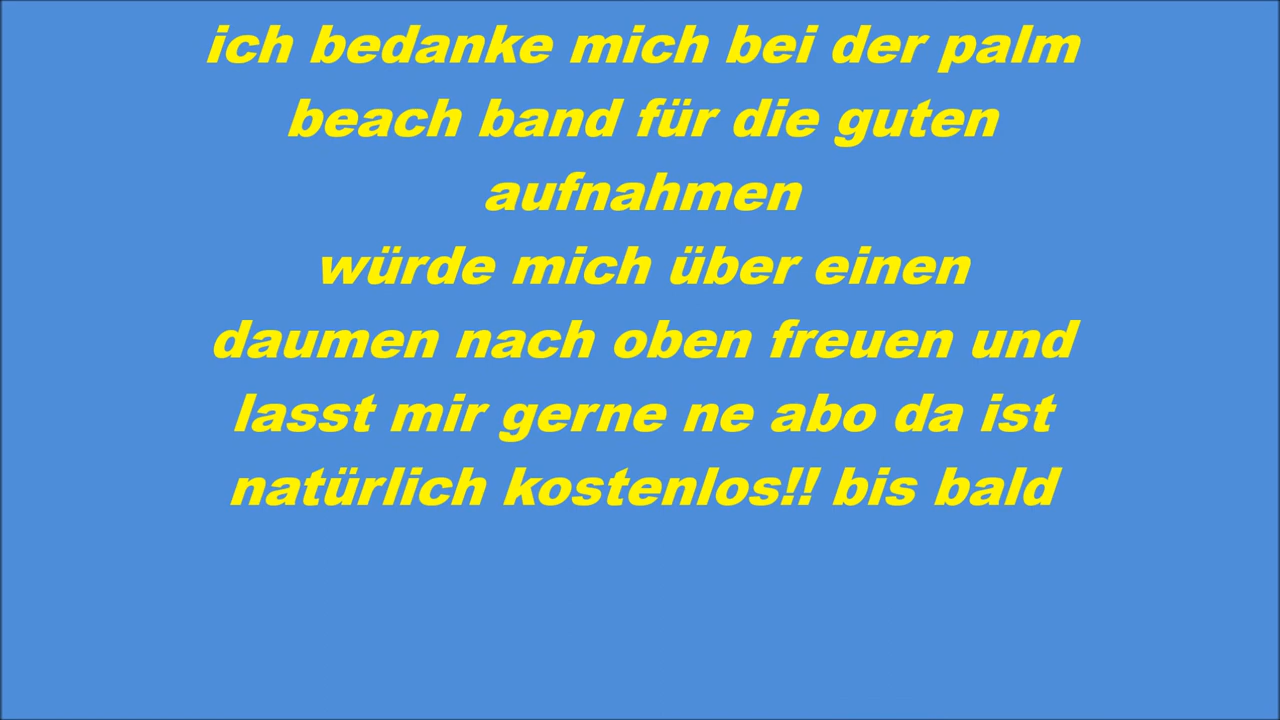 ich bedanke mich bei der palm
beach band für die guten
aufnahmen
würde mich über einen
daumen nach oben freuen und
lasst mir gerne ne abo da ist
natürlich kostenlos!! bis bald